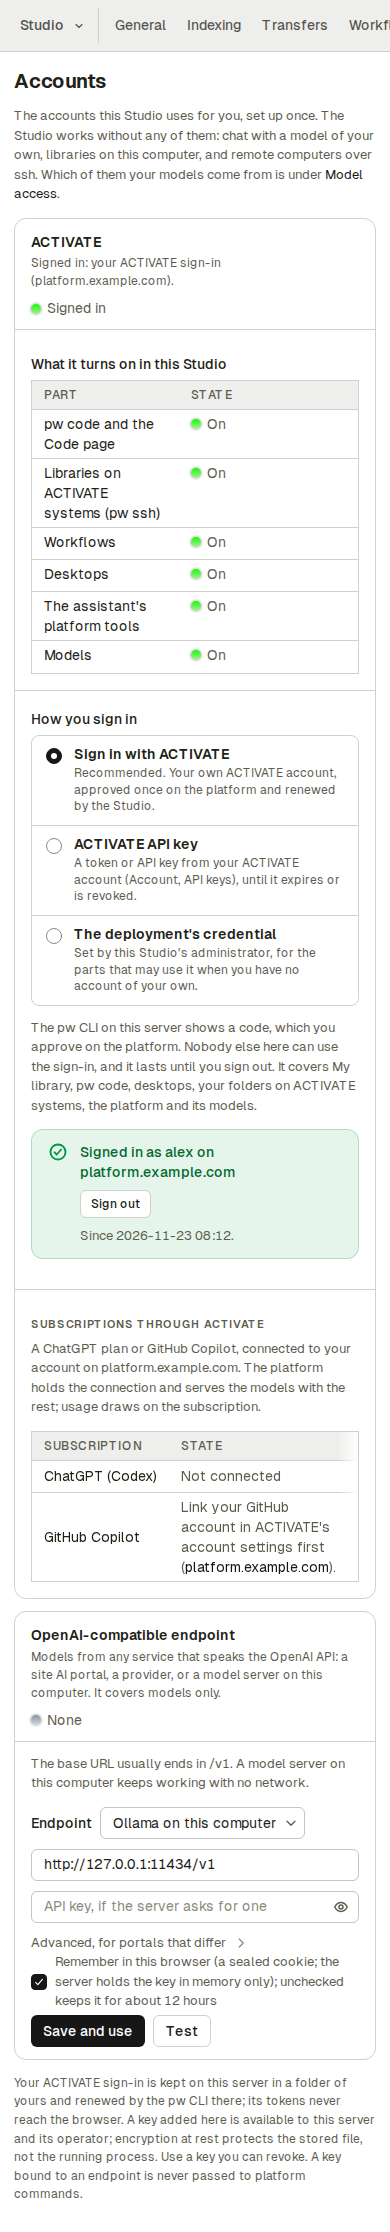 Studio General Indexing Transfers Workf
Accounts
The accounts this Studio uses for you, set up once. The
Studio works without any of them: chat with a model of your
own, libraries on this computer, and remote computers over
ssh. Which of them your models come from is under Model
access.
ACTIVATE
Signed in: your ACTIVATE sign-in
(platform.example.com).
Signed in
What it turns on in this Studio
PART STATE
pw code and the
Code page
On
Libraries on
ACTIVATE
systems (pw ssh)
On
Workflows On
Desktops On
The assistant's
platform tools
On
Models On
How you sign in
Sign in with ACTIVATE
Recommended. Your own ACTIVATE account,
approved once on the platform and renewed
by the Studio.
ACTIVATE API key
A token or API key from your ACTIVATE
account (Account, API keys), until it expires or
is revoked.
The deployment's credential
Set by this Studio's administrator, for the
parts that may use it when you have no
account of your own.
The pw CLI on this server shows a code, which you
approve on the platform. Nobody else here can use
the sign-in, and it lasts until you sign out. It covers My
library, pw code, desktops, your folders on ACTIVATE
systems, the platform and its models.
Signed in as alex on
platform.example.com
Sign out
Since 2026-11-23 08:12.
SUBSCRIPTIONS THROUGH ACTIVATE
A ChatGPT plan or GitHub Copilot, connected to your
account on platform.example.com. The platform
holds the connection and serves the models with the
rest; usage draws on the subscription.
SUBSCRIPTION STATE
ChatGPT (Codex) Not connected
GitHub Copilot
Link your GitHub
account in ACTIVATE's
account settings first
(platform.example.com).
OpenAI-compatible endpoint
Models from any service that speaks the OpenAI API: a
site AI portal, a provider, or a model server on this
computer. It covers models only.
None
The base URL usually ends in /v1. A model server on
this computer keeps working with no network.
Endpoint Ollama on this computer
http://127.0.0.1:11434/v1
API key, if the server asks for one
Advanced, for portals that differ
Remember in this browser (a sealed cookie; the
server holds the key in memory only); unchecked
keeps it for about 12 hours
Save and use Test
Your ACTIVATE sign-in is kept on this server in a folder of
yours and renewed by the pw CLI there; its tokens never
reach the browser. A key added here is available to this server
and its operator; encryption at rest protects the stored file,
not the running process. Use a key you can revoke. A key
bound to an endpoint is never passed to platform
commands.